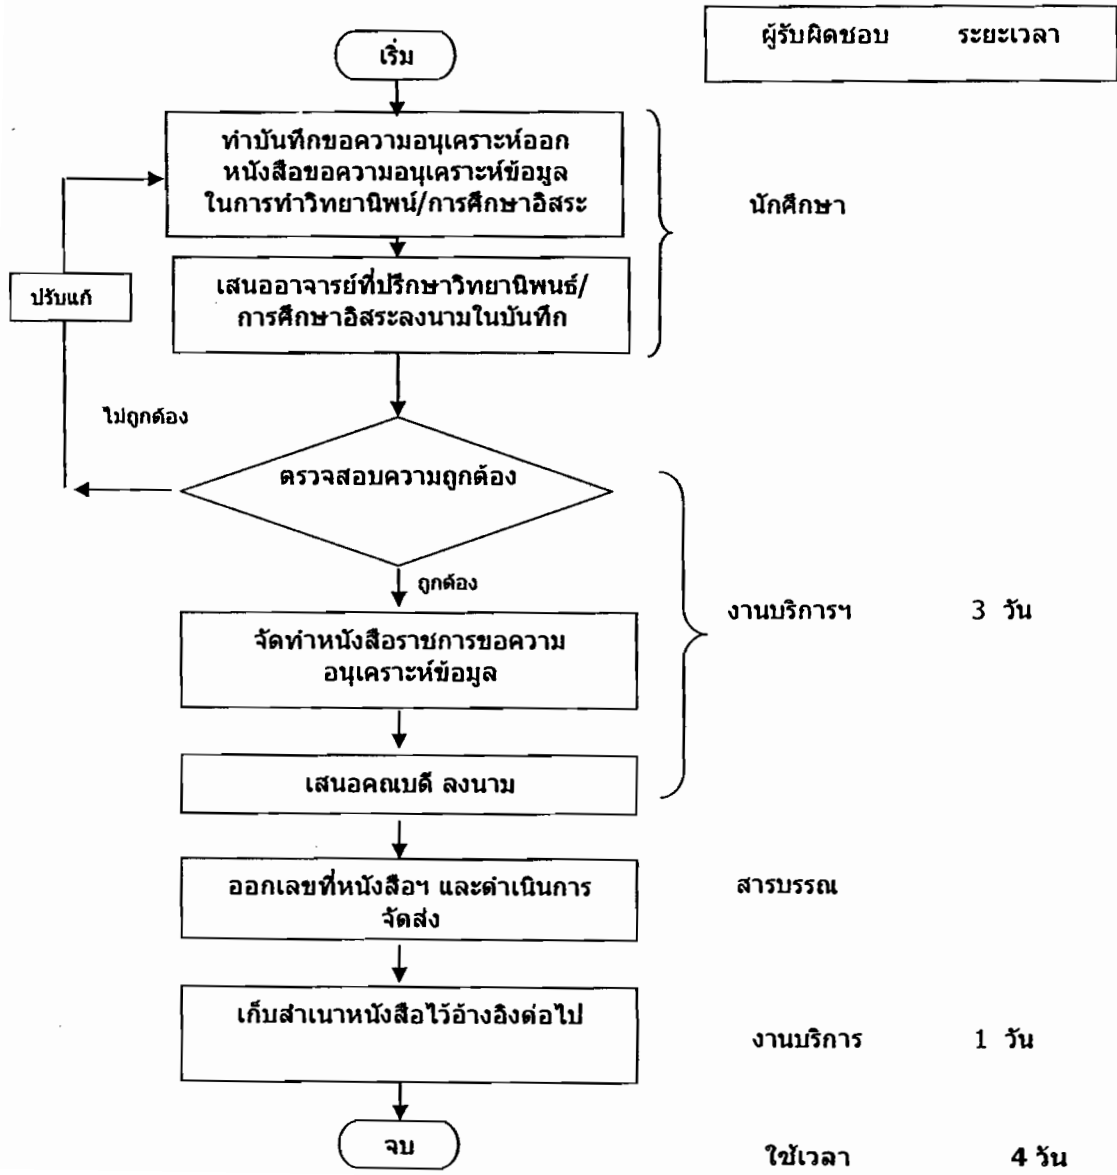 ผู้รับผิดชอบ ระยะเวลา
เริ่ม
ทำบันทึกขอความอนุเคราะห์ออก
หนังสือขอความอนุเคราะห์ข้อมูล
ในการทำวิทยานิพน์/การศึกษาอิสระ
นักศึกษา
เสนออาจารย์ที่ปรึกษาวิทยานิพนธ์/
การศึกษาอิสระลงนามในบันทึก
ปรับแก้
ไม่ถูกต้อง
ตรวจสอบความถูกต้อง
ถูกต้อง
จัดทำหนังสือราชการขอความ
อนุเคราะห์ข้อมูล
งานบริการฯ 3 วัน
เสนอคณบดี ลงนาม
ออกเลขที่หนังสือฯ และดำเนินการ
จัดส่ง
สารบรรณ
เก็บสำเนาหนังสือไว้อ้างอิงต่อไป
งานบริการ 1 วัน
จบ
ใช้เวลา 4 วัน